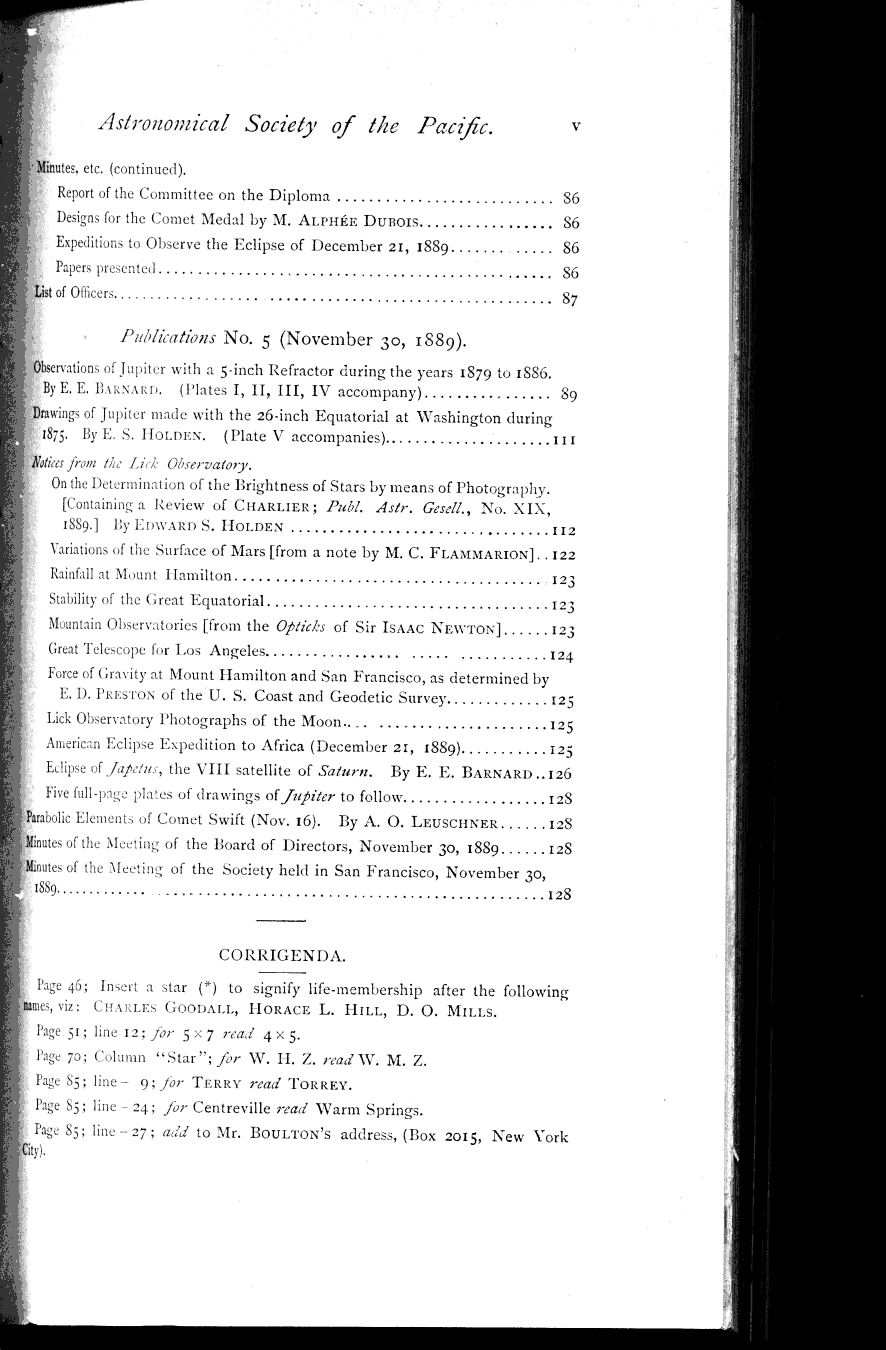 Astronomical Society of the Pacific. v
Minutes, etc. (continued).
Report of the Committee on the Diploma ........................... 86
Designs for the Comet Medal by M. ALPHÉE DUBOIS................. 86
Expeditions to Observe the Eclipse of December 21, 1889....... ..... 86
Papers presented................................................. 86
List of Officers.................. .................................. 87
Publications No. 5 (November 30, 1889).
Observations of Jupiter with a 5-inch Refractor during the years 1879 to 1886.
By E. E. BARNARD. (Plates I, II, III, IV accompany)................ 89
Drawings of Jupiter made with the 26-inch Equatorial at Washington during
1875. By E. S. HOLDEN. (Plate V accompanies).....................111
Notices from the Lick Observatory.
On the Determination of the Brightness of Stars by means of Photography.
[Containing a Review of CHARLIER; Publ. Astr. Gesell., No. XIX,
1889.] By EDWARD S. HOLDEN ................................112
Variations of the Surface of Mars [from a note by M. C. FLAMMARION]..122
Rainfall at Mount Hamilton...................................... 123
Stability of the Great Equatorial...................................123
Mountain Observatories [from the Opticks of Sir ISAAC NEWTON]......123
Great Telescope for Los Angeles................. ..... ...........124
Force of Gravity at Mount Hamilton and San Francisco, as determined by
E. D. PRESTON of the U. S. Coast and Geodetic Survey.............125
Lick Observatory Photographs of the Moon.... .....................125
American Eclipse Expedition to Africa (December 21, 1889)...........125
Eclipse of Japetus, the VIII satellite of Saturn. By E. E. BARNARD..126
Five full-page plates of drawings of Jupiter to follow..................128
Parabolic Elements of Comet Swift (Nov. 16). By A. O. LEUSCHNER......128
Minutes of the Meeting of the Board of Directors, November 30, 1889......128
Minutes of the Meeting of the Society held in San Francisco, November 30,
1889............ ................................................128
CORRIGENDA.
Page 46; Insert a star (*) to signify life-membership after the following
names, viz: CHARLES GOODALL, HORACE L. HILL, D. O. MILLS.
Page 51; line 12; for 5 × 7 read 4 × 5.
Page 70; Column "Star"; for W. H. Z. read W. M. Z.
Page 85; line – 9; for TERRY read TORREY.
Page 85; line – 24; for Centreville read Warm Springs.
Page 85; line – 27; add to Mr. BOULTON'S address, (Box 2015, New York
City).